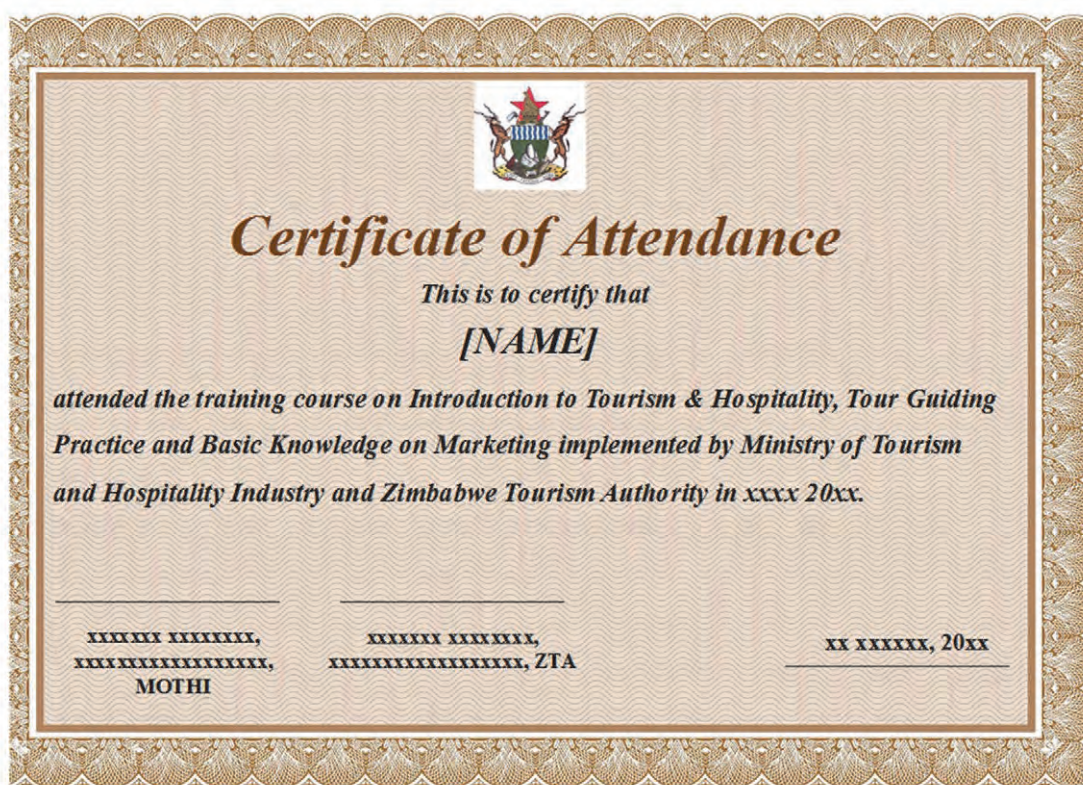 Certificate of Attendance
This is to certify that
[NAME]
attended the training course on Introduction to Tourism & Hospitality, Tour Guiding
Practice and Basic Knowledge on Marketing implemented by Ministry of Tourism
and Hospitality Industry and Zimbabwe Tourism Authority in xxxx 20xx.
xxxxxxx xxxxxxxx,
xxxxxxxxxxxxxxxxxx,
MOTHI
xxxxxxx xxxxxxxx,
xxxxxxxxxxxxxxxxxx, ZTA
xx xxxxxx, 20xx